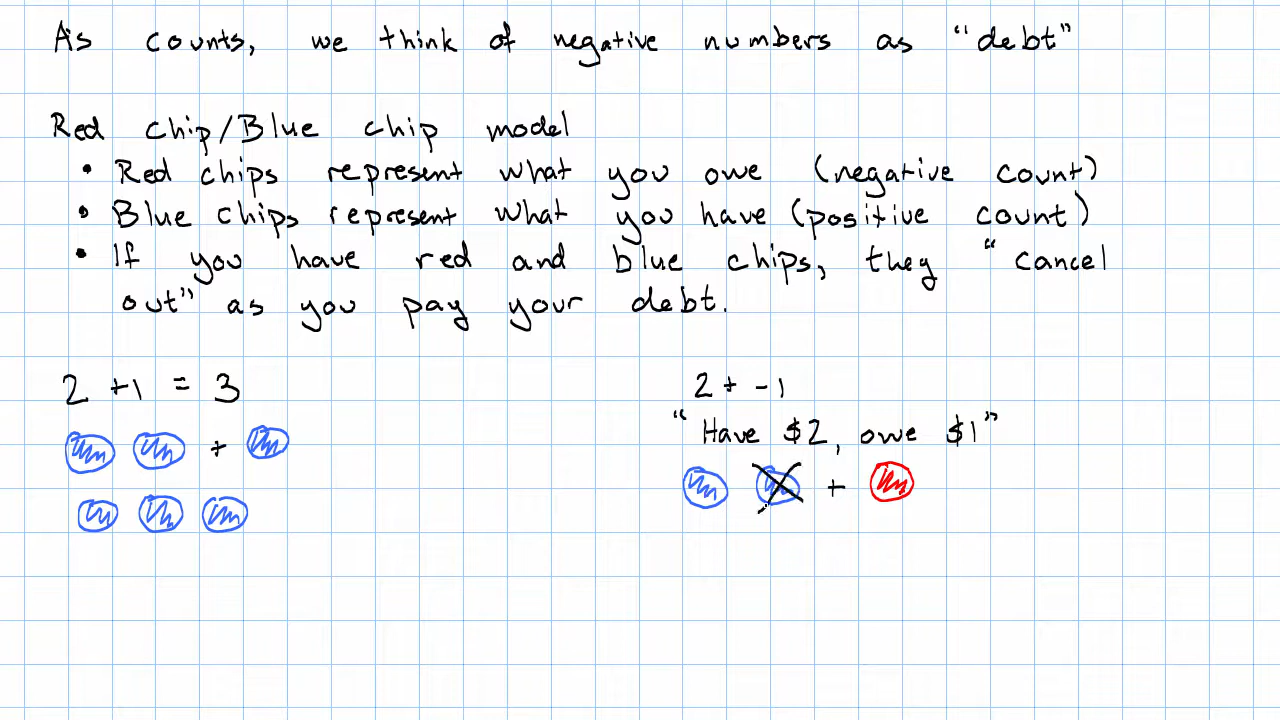 As counts, we think of negative numbers as "debt"
Red chip/Blue chip model
• Red chips represent what you owe (negative count)
• Blue chips represent what you have (positive count)
• If you have red and blue chips, they "cancel
out" as you pay your debt.
2 +1 = 3
+
2 + -1
"Have $2, owe $1"
+